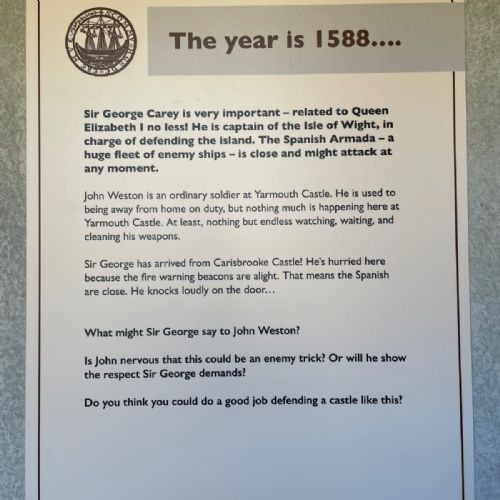 The year is 1588....
Sir George Carey is very important – related to Queen
Elizabeth I no less! He is captain of the Isle of Wight, in
charge of defending the island. The Spanish Armada – a
huge fleet of enemy ships – is close and might attack at
any moment.
John Weston is an ordinary soldier at Yarmouth Castle. He is used to
being away from home on duty, but nothing much is happening here at
Yarmouth Castle. At least, nothing but endless watching, waiting, and
cleaning his weapons.
Sir George has arrived from Carisbrooke Castle! He's hurried here
because the fire warning beacons are alight. That means the Spanish
are close. He knocks loudly on the door…
What might Sir George say to John Weston?
Is John nervous that this could be an enemy trick? Or will he show
the respect Sir George demands?
Do you think you could do a good job defending a castle like this?